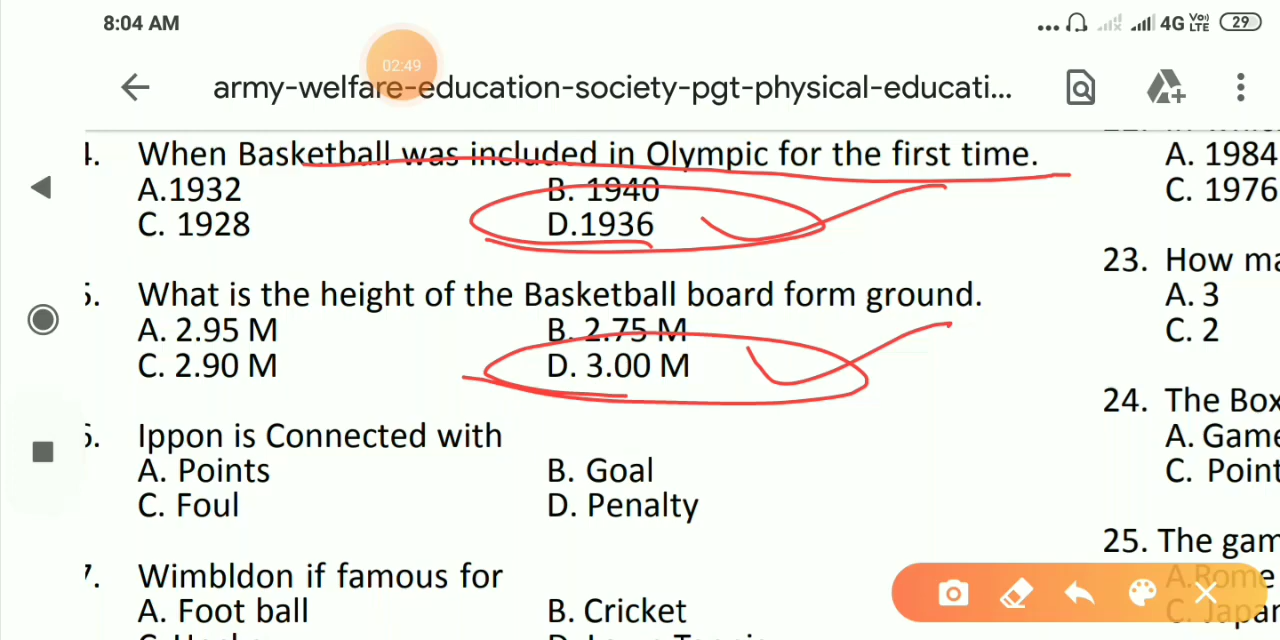 8:04 AM
4G Vo) LTE 29
02:49
army-welfare-education-society-pgt-physical-educati...
4. When Basketball was included in Olympic for the first time.
A.1932 B. 1940
C. 1928 D.1936
5. What is the height of the Basketball board form ground.
A. 2.95 M B. 2.75 M
C. 2.90 M D. 3.00 M
6. Ippon is Connected with
A. Points B. Goal
C. Foul D. Penalty
7. Wimbldon if famous for
A. Foot ball B. Cricket
A. 1984
C. 1976
23. How ma
A. 3
C. 2
24. The Box
A. Game
C. Point
25. The gam
A.Rome
C. Japan